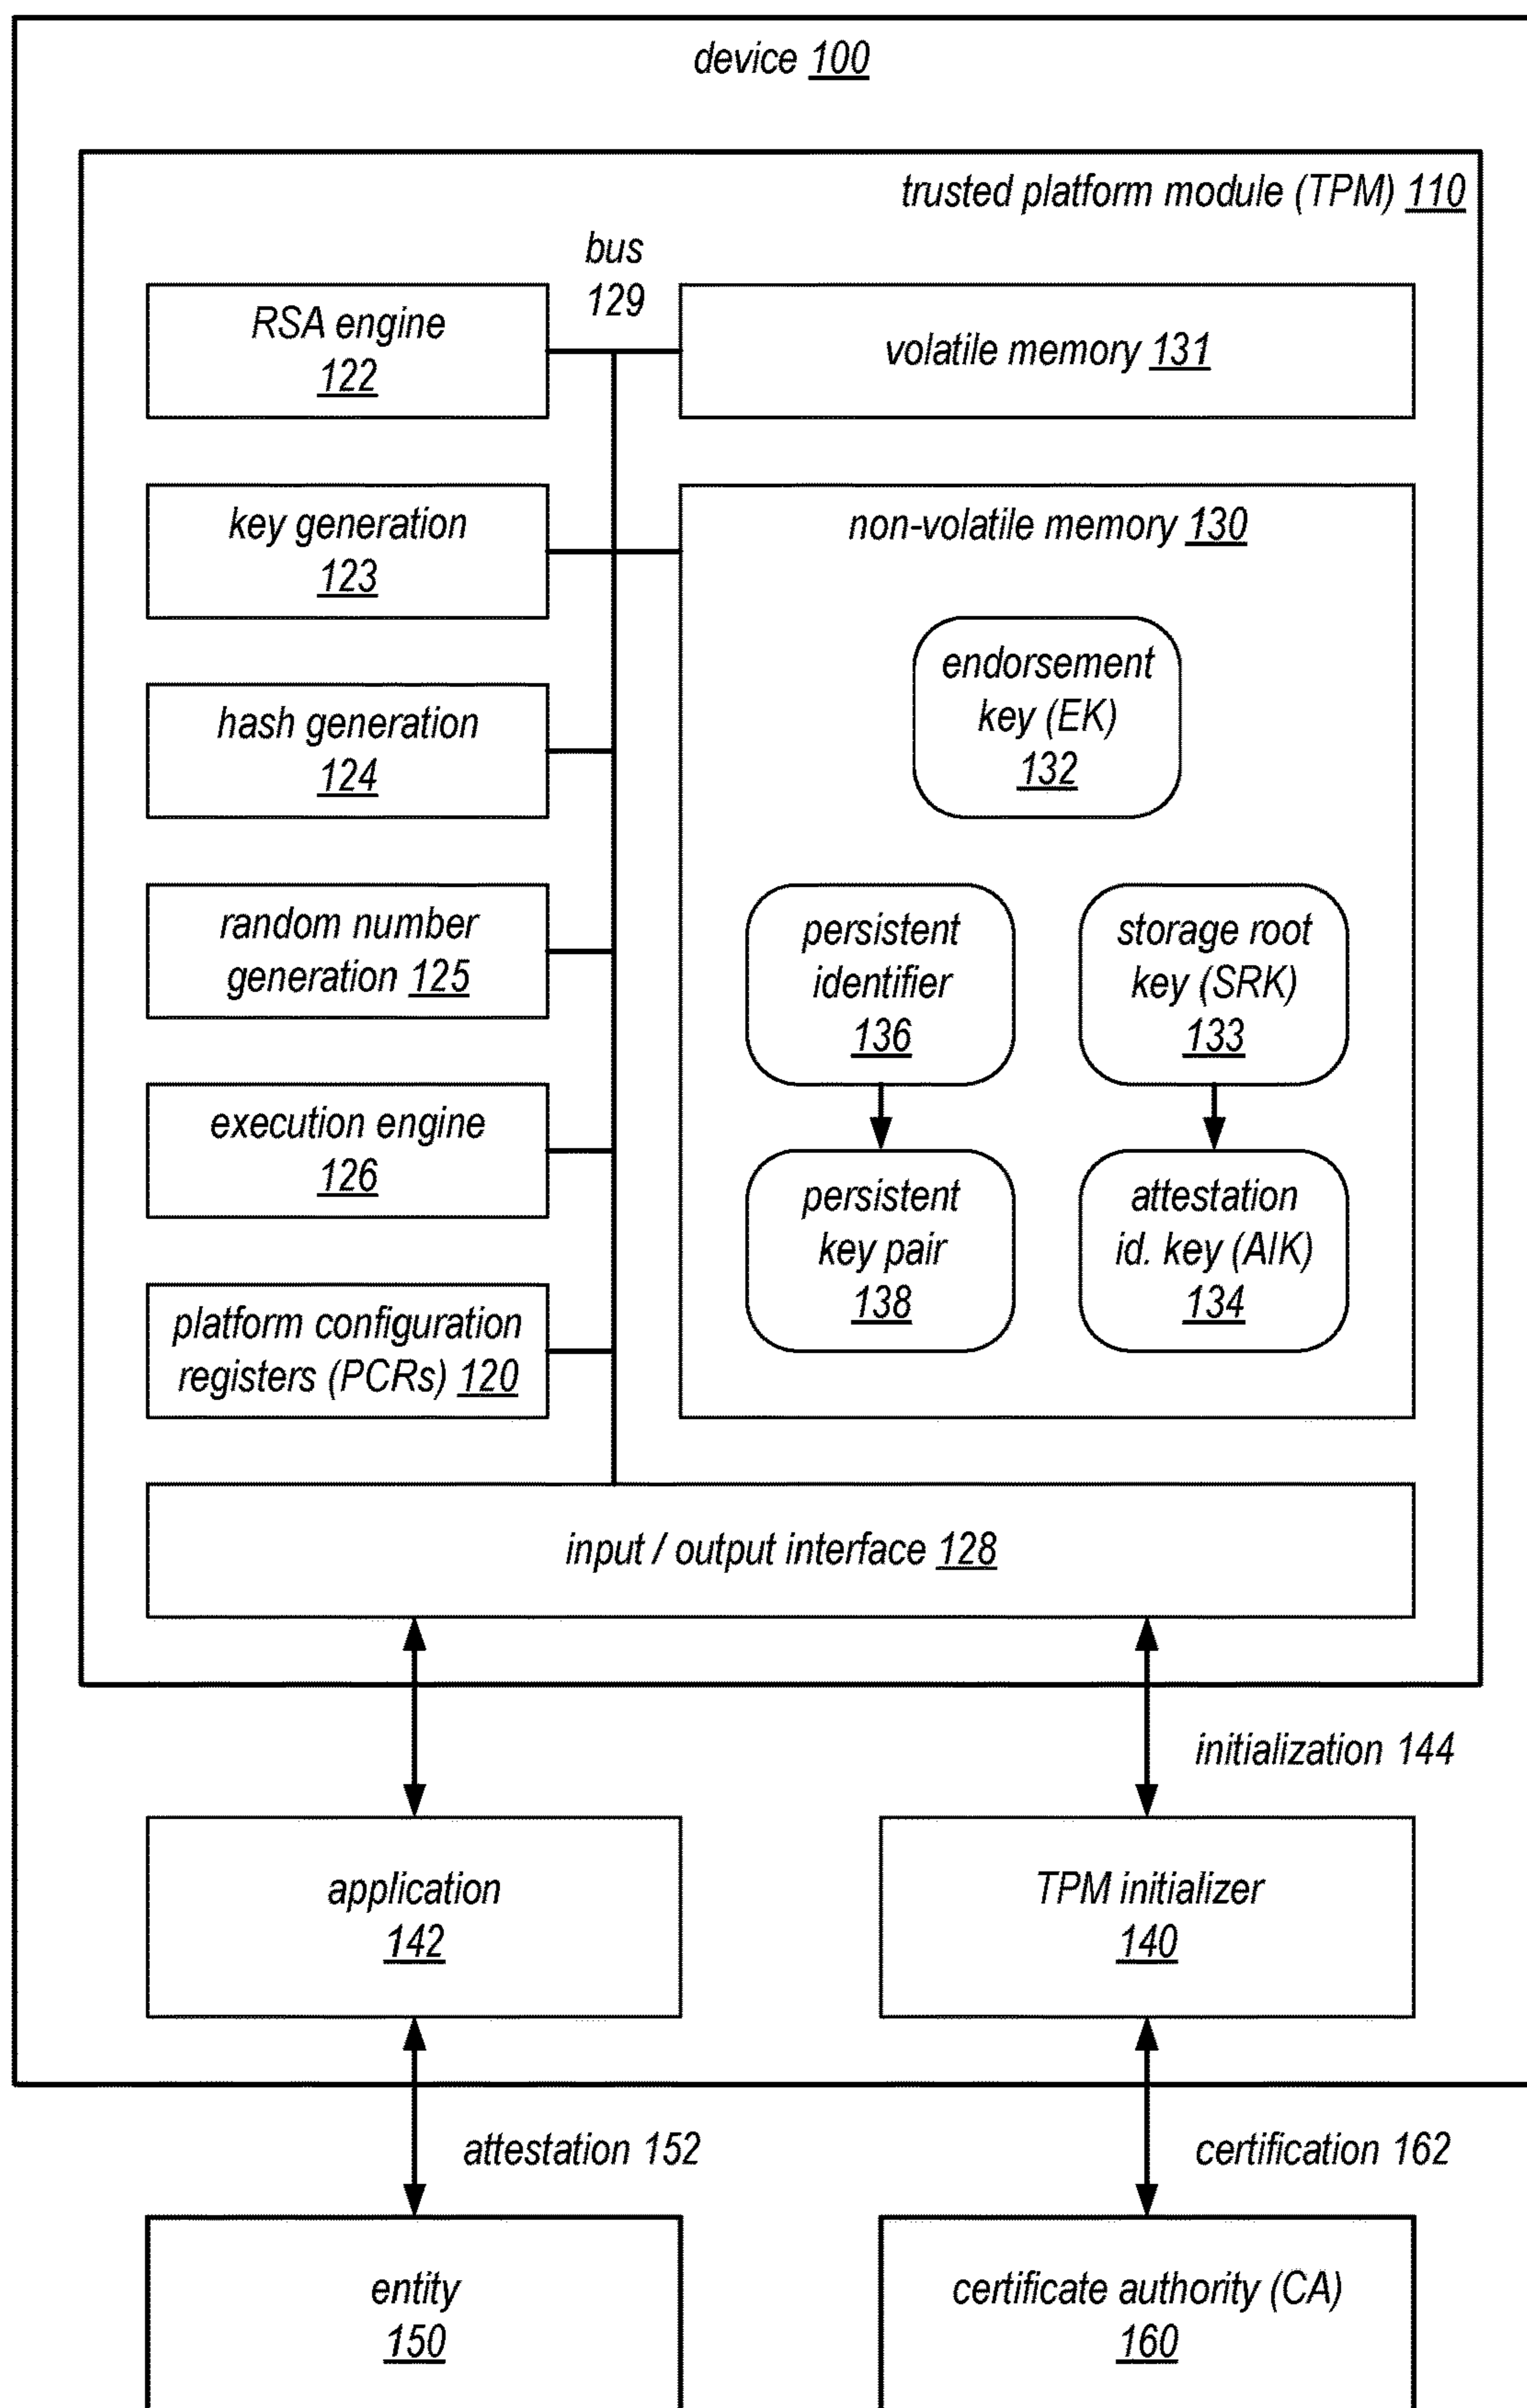 device 100
trusted platform module (TPM) 110
bus
129
RSA engine
122
volatile memory 131
key generation
123
non-volatile memory 130
endorsement
key (EK)
132
hash generation
124
random number
generation 125
persistent
identifier
136
storage root
key (SRK)
133
execution engine
126
persistent
key pair
138
attestation
id. key (AIK)
134
platform configuration
registers (PCRs) 120
input / output interface 128
initialization 144
application
142
TPM initializer
140
attestation 152
certification 162
entity
150
certificate authority (CA)
160